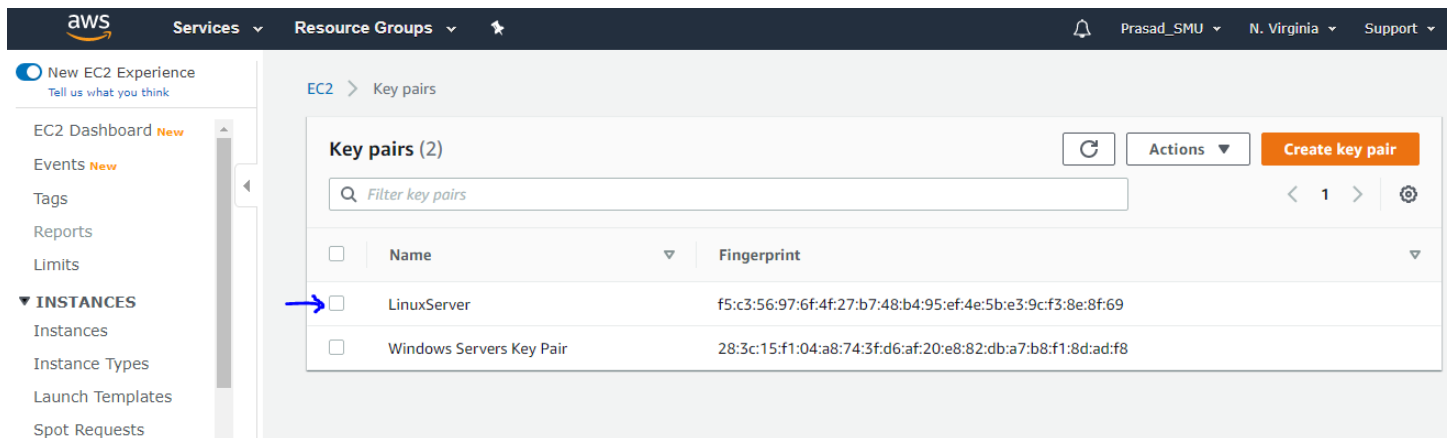 aws Services Resource Groups Prasad_SMU N. Virginia Support
New EC2 Experience
Tell us what you think
EC2 Dashboard New
Events New
Tags
Reports
Limits
INSTANCES
Instances
Instance Types
Launch Templates
Spot Requests
EC2 > Key pairs
Key pairs (2) Actions Create key pair
Filter key pairs 1
Name Fingerprint
LinuxServer f5:c3:56:97:6f:4f:27:b7:48:b4:95:ef:4e:5b:e3:9c:f3:8e:8f:69
Windows Servers Key Pair 28:3c:15:f1:04:a8:74:3f:d6:af:20:e8:82:db:a7:b8:f1:8d:ad:f8